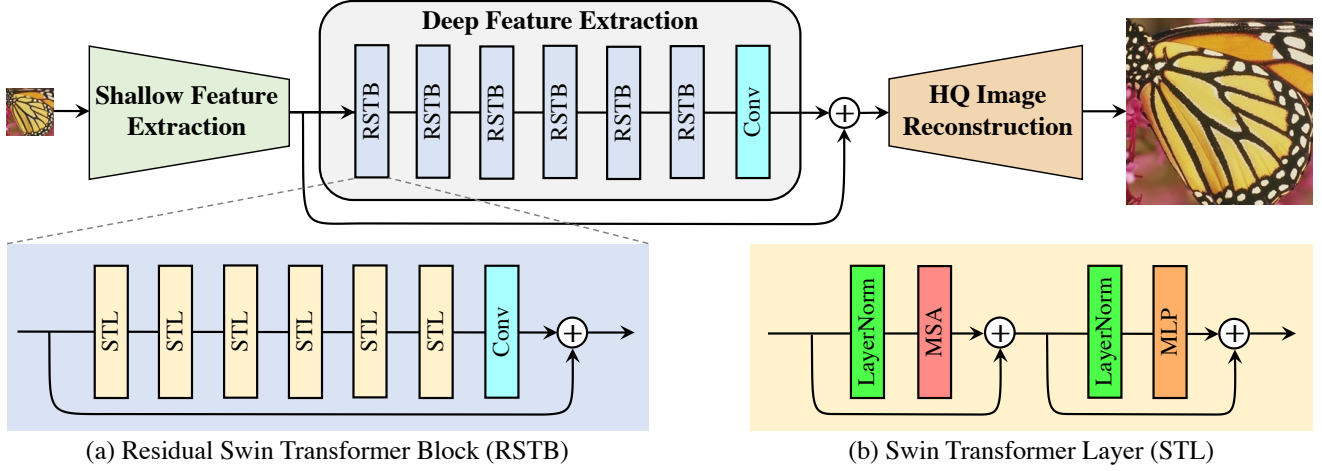 Deep Feature Extraction
Shallow Feature
Extraction
RSTB
RSTB
RSTB
RSTB
RSTB
RSTB
Conv
+
HQ Image
Reconstruction
STL
STL
STL
STL
STL
STL
Conv
+
LayerNorm
MSA
+
LayerNorm
MLP
+
(a) Residual Swin Transformer Block (RSTB)
(b) Swin Transformer Layer (STL)